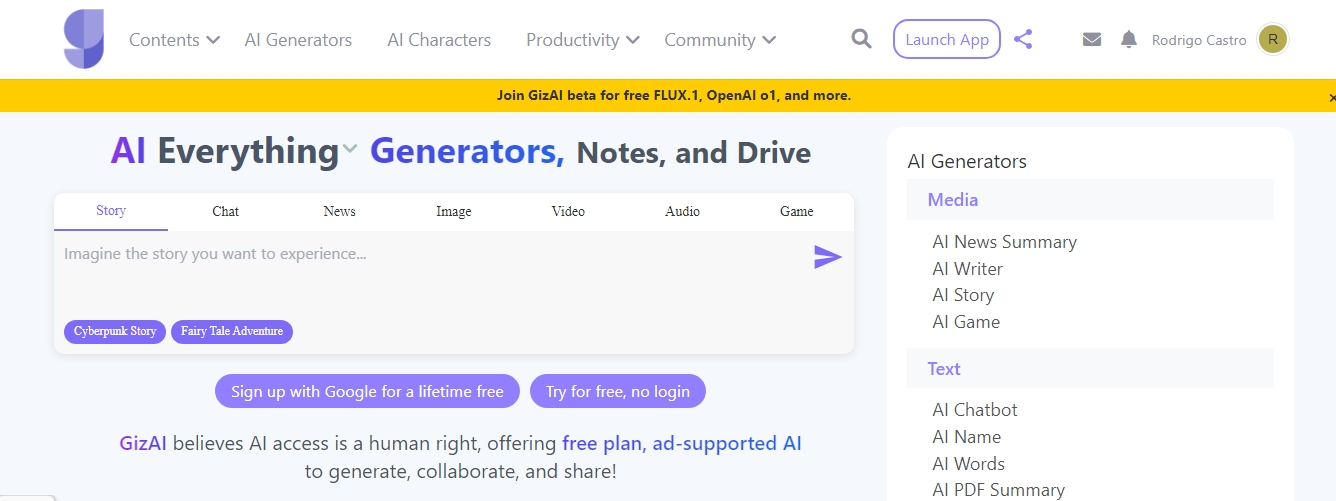 Contents AI Generators AI Characters Productivity Community Launch App Rodrigo Castro R
Join GizAI beta for free FLUX.1, OpenAI o1, and more.
AI Everything Generators, Notes, and Drive
Story Chat News Image Video Audio Game
Imagine the story you want to experience...
Cyberpunk Story Fairy Tale Adventure
Sign up with Google for a lifetime free Try for free, no login
GizAI believes AI access is a human right, offering free plan, ad-supported AI
to generate, collaborate, and share!
AI Generators
Media
AI News Summary
AI Writer
AI Story
AI Game
Text
AI Chatbot
AI Name
AI Words
AI PDF Summary